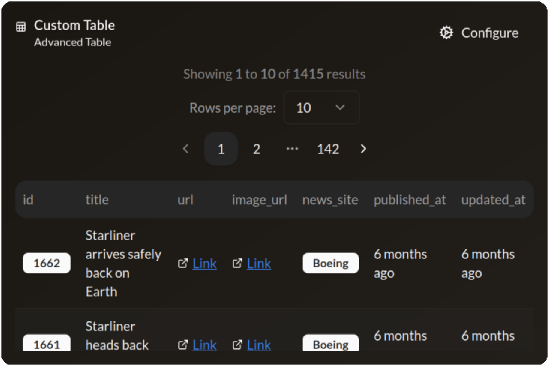 Custom Table
Advanced Table
Configure
Showing 1 to 10 of 1415 results
Rows per page: 10
1 2 ••• 142
id title url image_url news_site published_at updated_at
1662 Starliner arrives safely back on Earth Link Link Boeing 6 months ago 6 months ago
1661 Starliner heads back Link Link Boeing 6 months 6 months